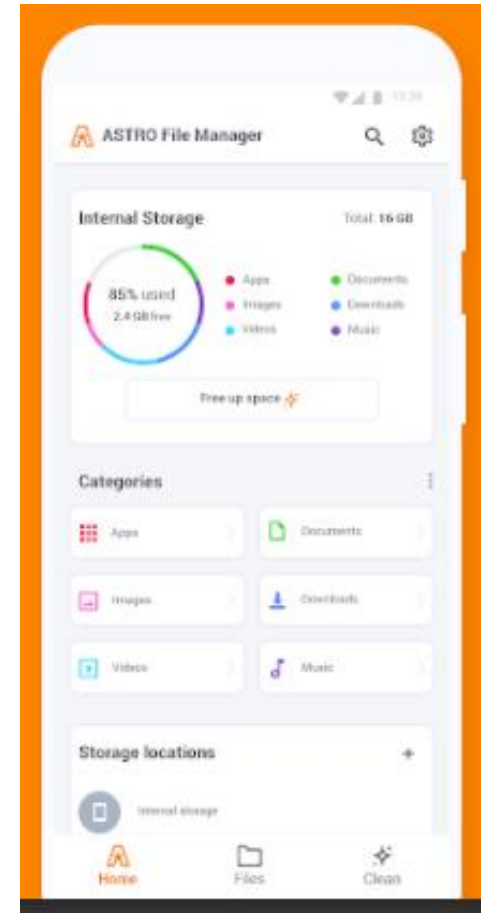 ASTRO File Manager
Internal Storage
Total: 16 GB
85% used
2.4 GB free
Apps
Documents
Images
Downloads
Videos
Music
Free up space
Categories
Apps
Documents
Images
Downloads
Videos
Music
Storage locations
Internal storage
Home
Files
Clean